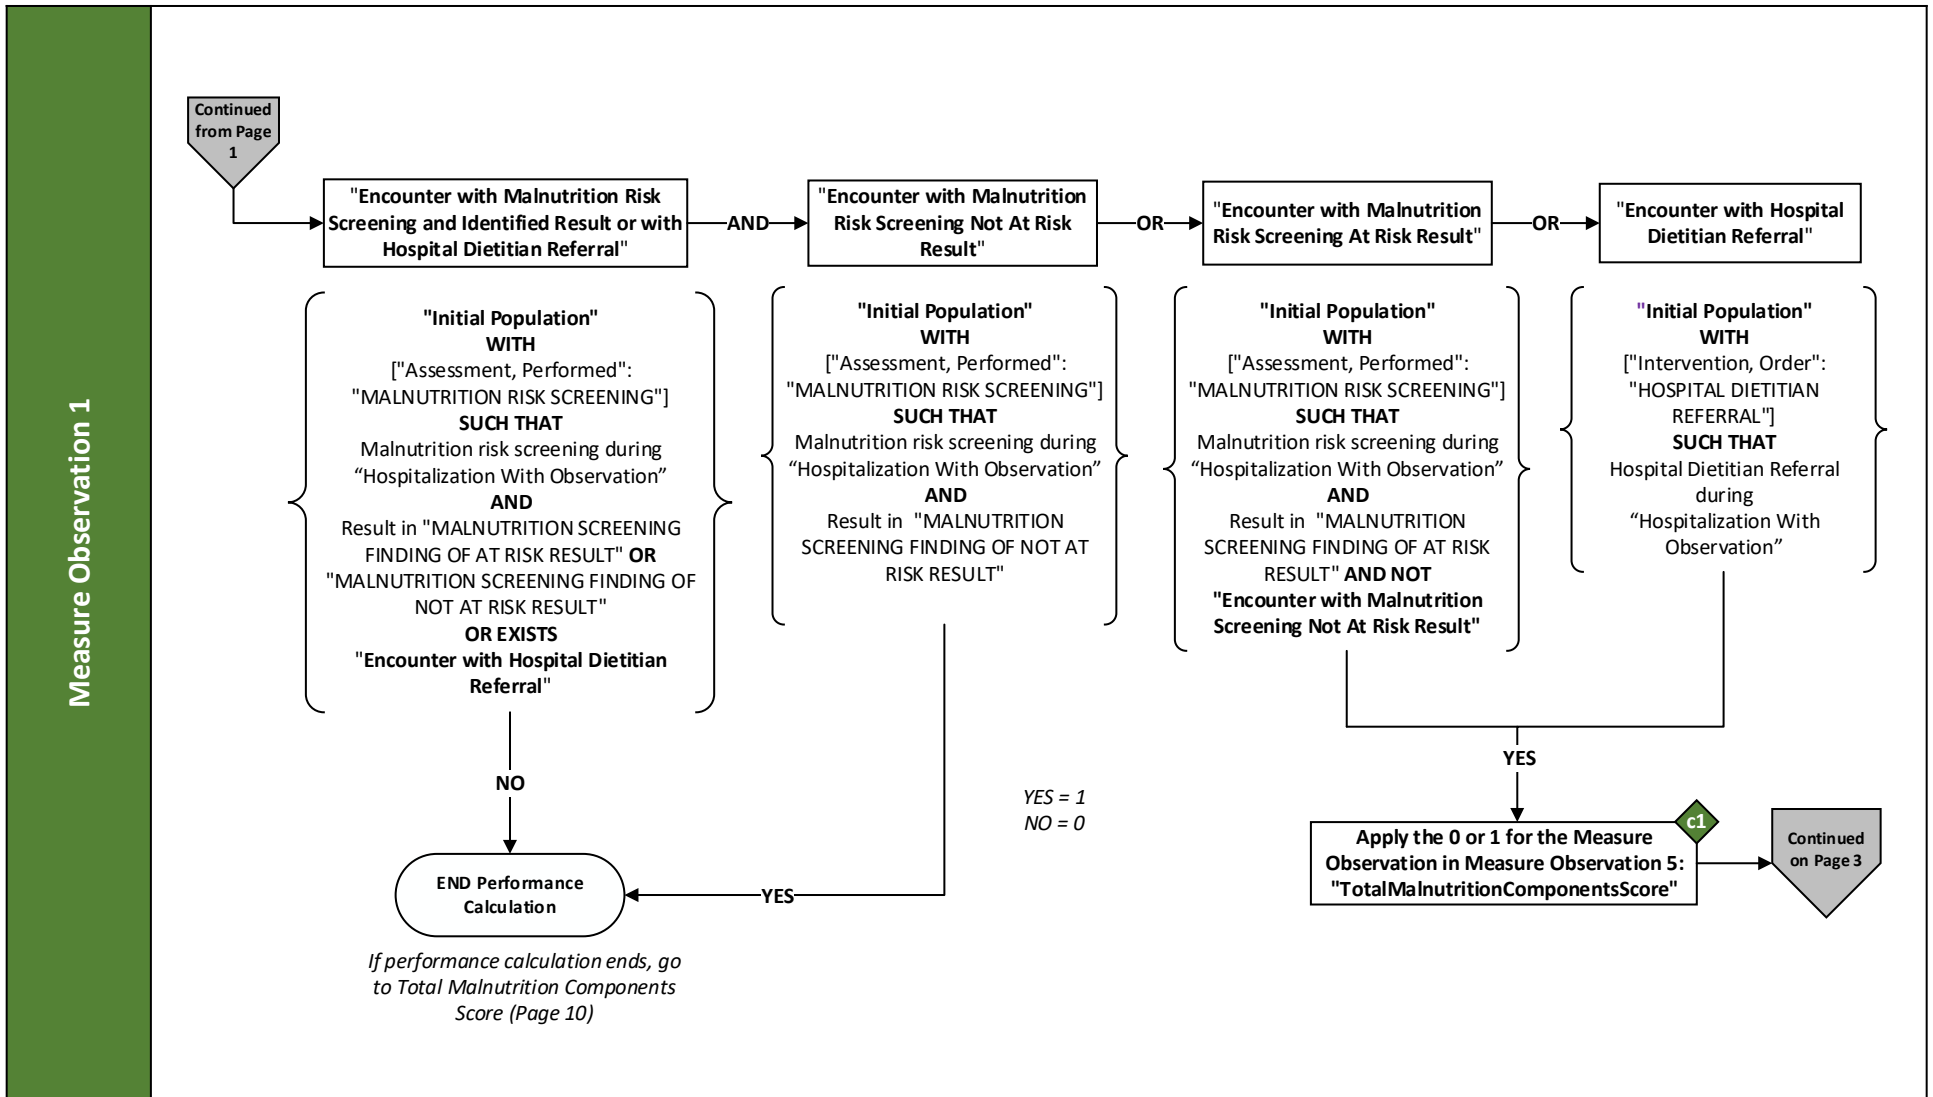 Measure Observation 1
Continued
from Page
1
"Encounter with Malnutrition Risk
Screening and Identified Result or with
Hospital Dietitian Referral"
AND
"Encounter with Malnutrition
Risk Screening Not At Risk
Result"
OR
"Encounter with Malnutrition
Risk Screening At Risk Result"
OR
"Encounter with Hospital
Dietitian Referral"
"Initial Population"
WITH
["Assessment, Performed":
"MALNUTRITION RISK SCREENING"]
SUCH THAT
Malnutrition risk screening during
“Hospitalization With Observation”
AND
Result in "MALNUTRITION SCREENING
FINDING OF AT RISK RESULT" OR
"MALNUTRITION SCREENING FINDING OF
NOT AT RISK RESULT"
OR EXISTS
"Encounter with Hospital Dietitian
Referral"
"Initial Population"
WITH
["Assessment, Performed":
"MALNUTRITION RISK SCREENING"]
SUCH THAT
Malnutrition risk screening during
“Hospitalization With Observation”
AND
Result in "MALNUTRITION
SCREENING FINDING OF NOT AT
RISK RESULT"
"Initial Population"
WITH
["Assessment, Performed":
"MALNUTRITION RISK SCREENING"]
SUCH THAT
Malnutrition risk screening during
“Hospitalization With Observation”
AND
Result in "MALNUTRITION
SCREENING FINDING OF AT RISK
RESULT" AND NOT
"Encounter with Malnutrition
Screening Not At Risk Result"
"Initial Population"
WITH
["Intervention, Order":
"HOSPITAL DIETITIAN
REFERRAL"]
SUCH THAT
Hospital Dietitian Referral
during
“Hospitalization With
Observation”
NO
YES
YES = 1
NO = 0
YES
END Performance
Calculation
If performance calculation ends, go
to Total Malnutrition Components
Score (Page 10)
c1
Apply the 0 or 1 for the Measure
Observation in Measure Observation 5:
"TotalMalnutritionComponentsScore"
Continued
on Page 3